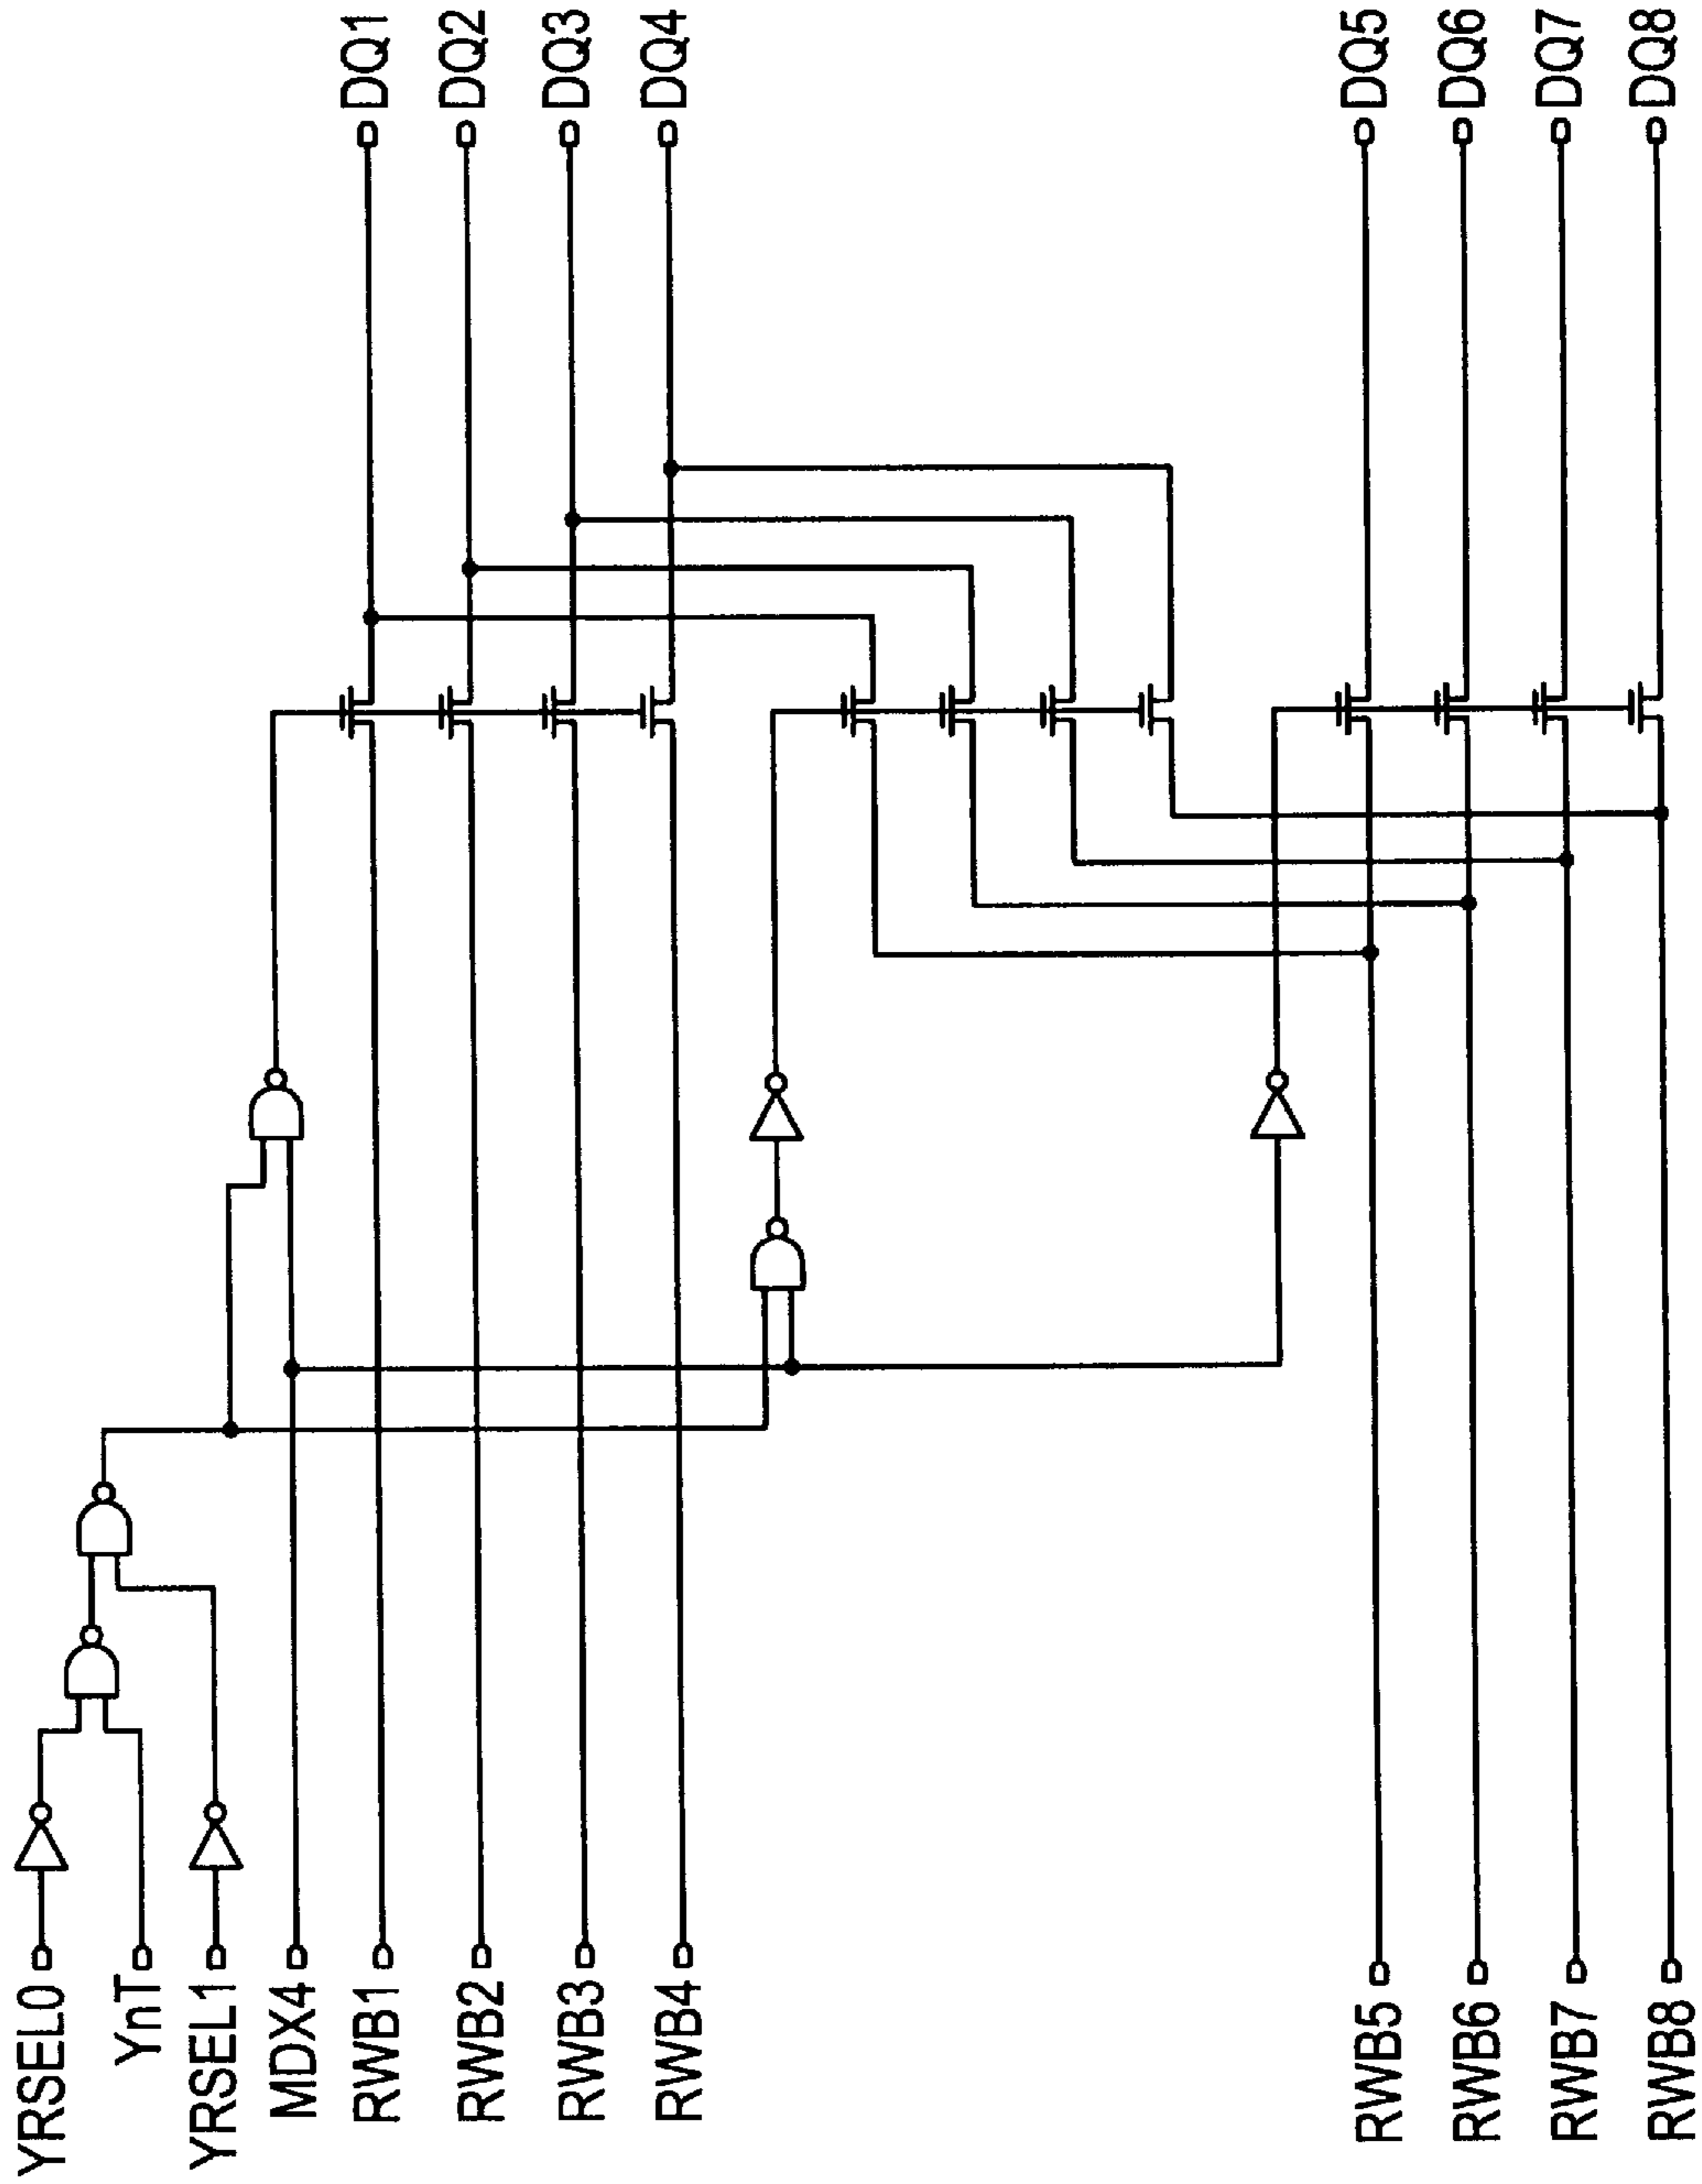 YRSEL0
YnT
YRSEL1
MDX4
RWB1
RWB2
RWB3
RWB4
RWB5
RWB6
RWB7
RWB8
DQ1
DQ2
DQ3
DQ4
DQ5
DQ6
DQ7
DQ8